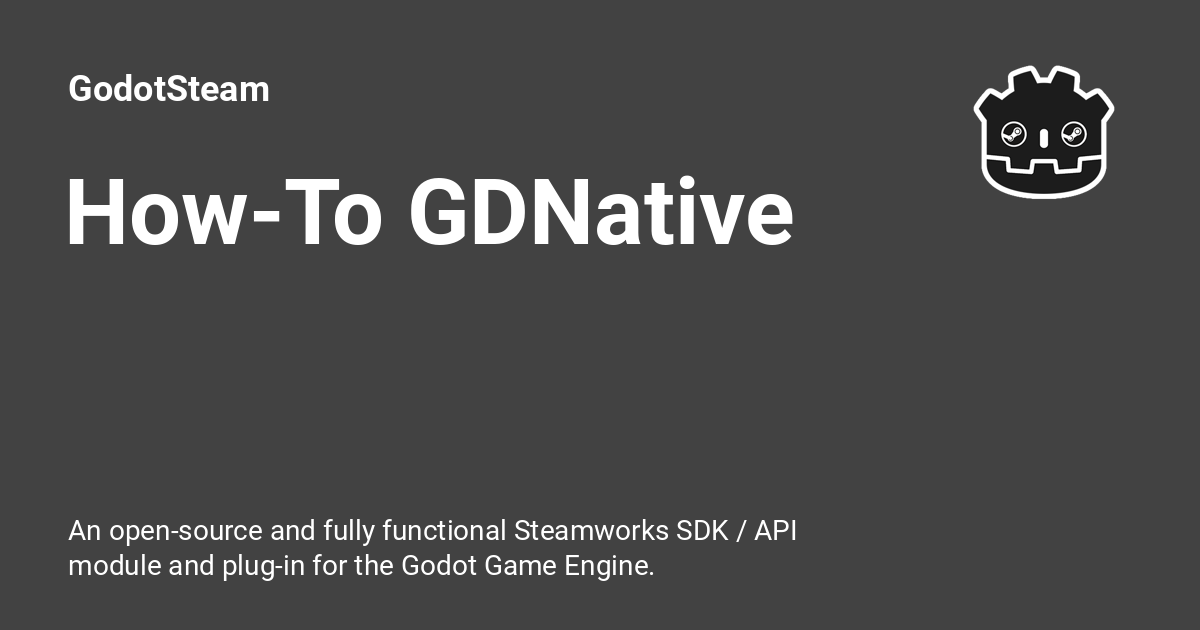 GodotSteam
How-To GDNative
An open-source and fully functional Steamworks SDK / API
module and plug-in for the Godot Game Engine.